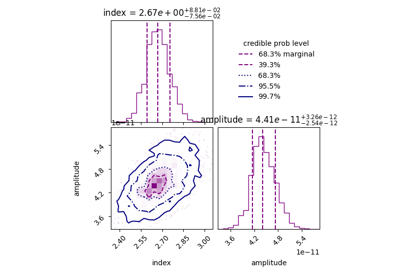 index = 2.67e+00 +8.81e−02 −7.56e−02
credible prob level
68.3% marginal
39.3%
68.3%
95.5%
99.7%
1e−11
amplitude = 4.41e−11 +3.26e−12 −2.54e−12
5.4
4.8
4.2
3.6
amplitude
2.40 2.55 2.70 2.85 3.00
index
3.6 4.2 4.8 5.4
1e−11
amplitude